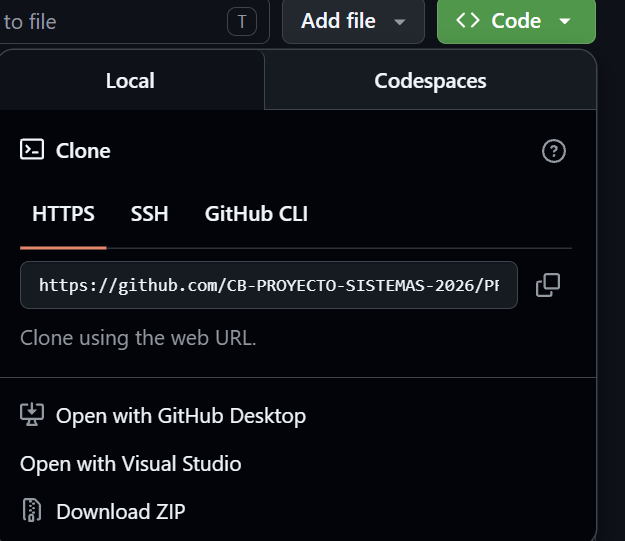 to file
T
Add file
<> Code
Local
Codespaces
Clone
HTTPS
SSH
GitHub CLI
https://github.com/CB-PROYECTO-SISTEMAS-2026/PR
Clone using the web URL.
Open with GitHub Desktop
Open with Visual Studio
Download ZIP